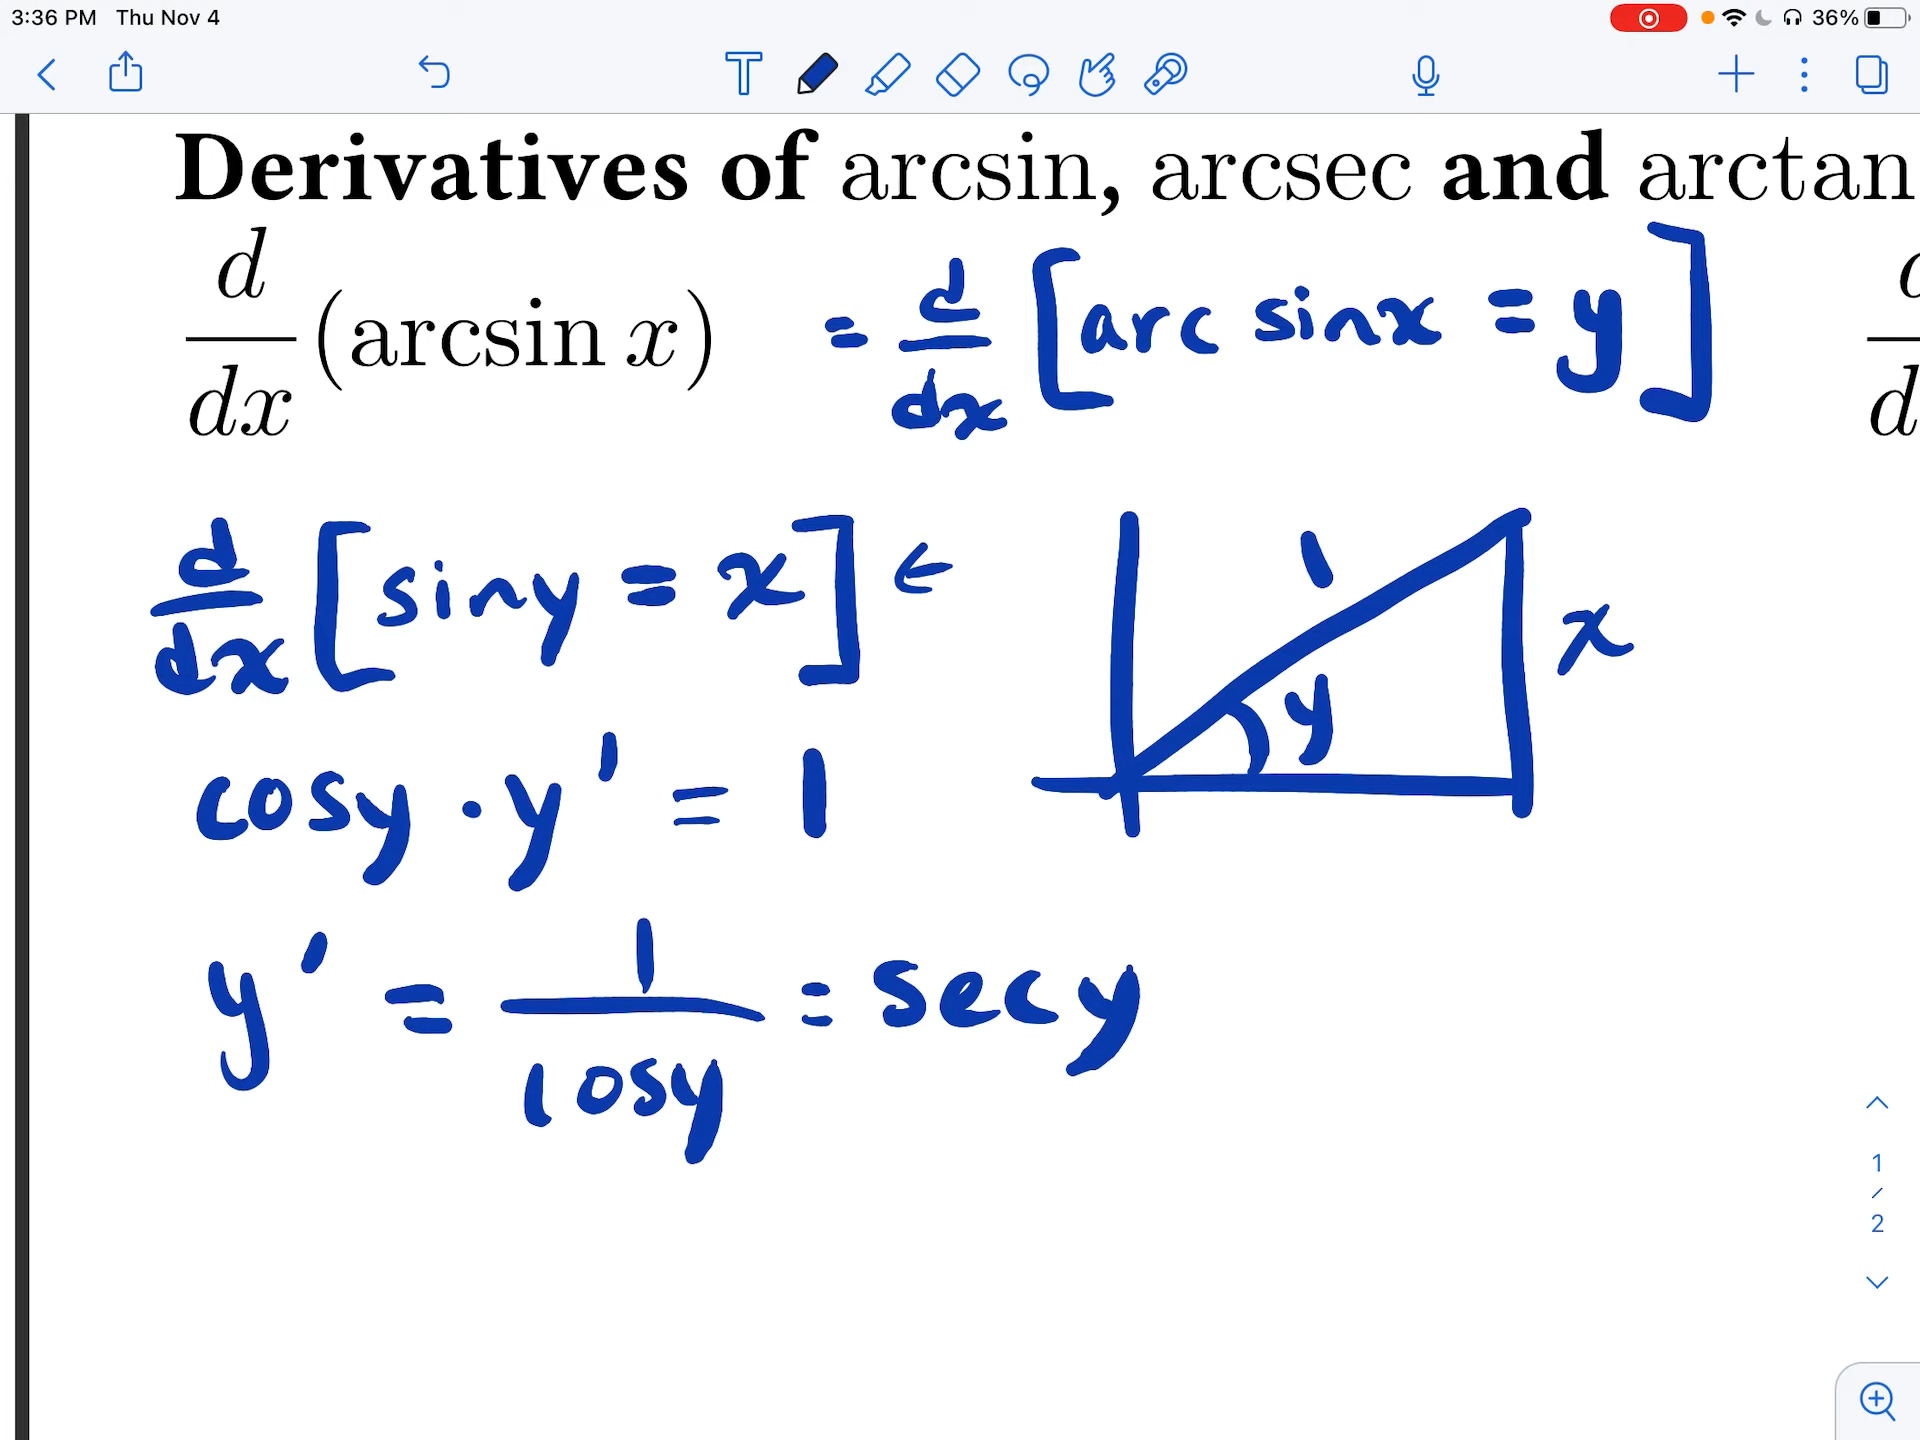 3:36 PM Thu Nov 4 36%
T
Derivatives of arcsin, arcsec and arctan
d/dx (arcsin x) = d/dx [arc sinx = y] d
d/dx [siny = x] ←
1
x
y
cosy · y' = 1
y' = 1/cosy = secy
1
/
2